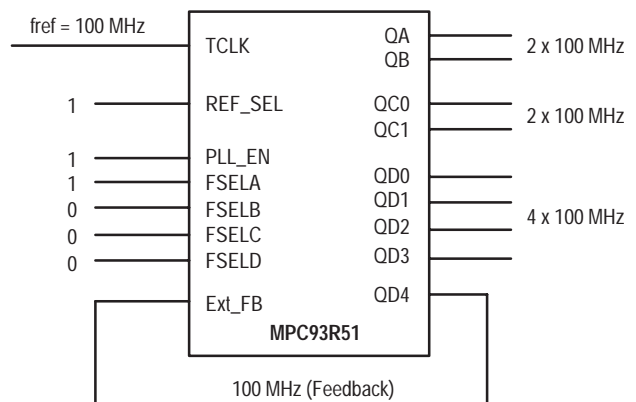 fref = 100 MHz
TCLK
QA
QB
2 x 100 MHz
1
REF_SEL
QC0
QC1
2 x 100 MHz
1
PLL_EN
1
FSELA
0
FSELB
0
FSELC
0
FSELD
QD0
QD1
QD2
QD3
4 x 100 MHz
Ext_FB
QD4
MPC93R51
100 MHz (Feedback)